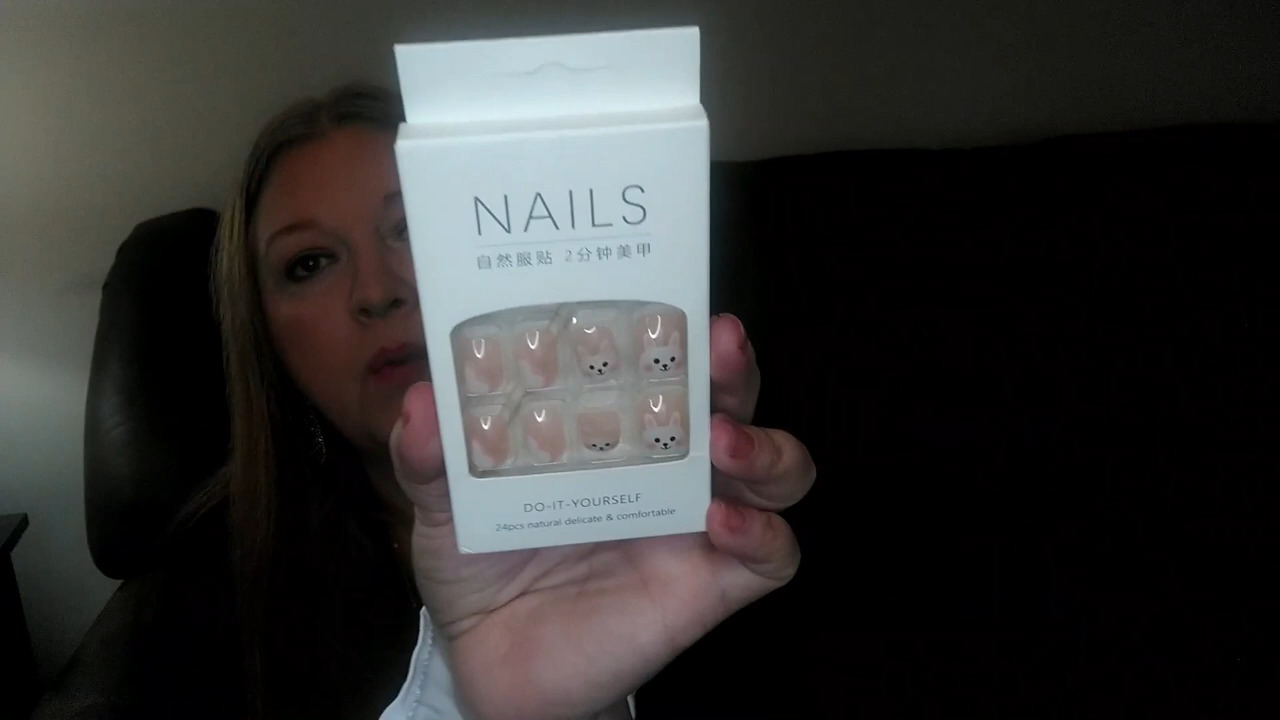 NAILS
自然服贴 2分钟美甲
DO-IT-YOURSELF
24pcs natural delicate & comfortable